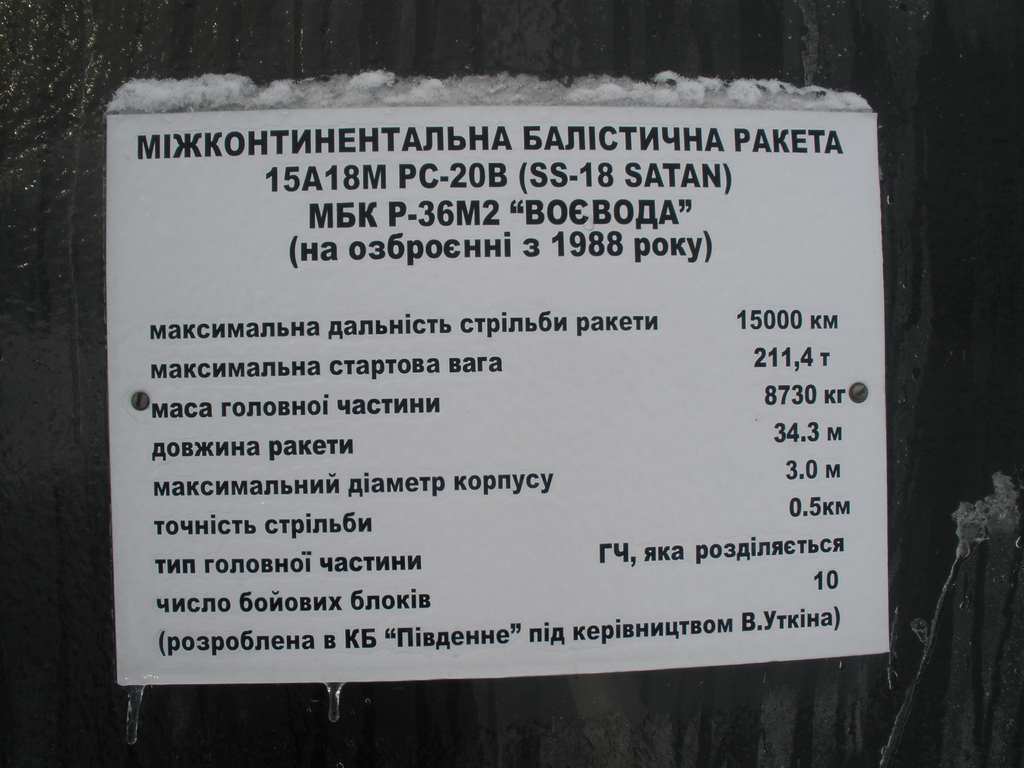 МІЖКОНТИНЕНТАЛЬНА БАЛІСТИЧНА РАКЕТА
15А18М РС-20В (SS-18 SATAN)
МБК Р-36М2 “ВОЄВОДА”
(на озброєнні з 1988 року)
максимальна дальність стрільби ракети 15000 км
максимальна стартова вага 211,4 т
маса головної частини 8730 кг
довжина ракети 34.3 м
максимальний діаметр корпусу 3.0 м
точність стрільби 0.5км
тип головної частини ГЧ, яка розділяється
число бойових блоків 10
(розроблена в КБ “Південне” під керівництвом В.Уткіна)